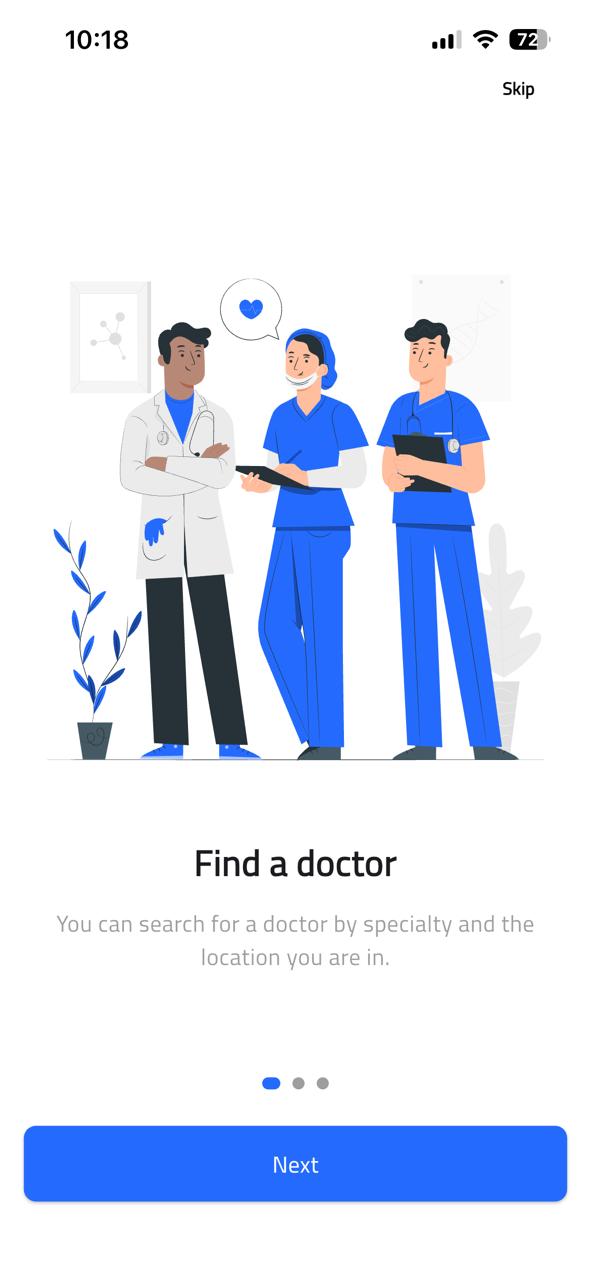 10:18
72
Skip
Find a doctor
You can search for a doctor by specialty and the
location you are in.
Next